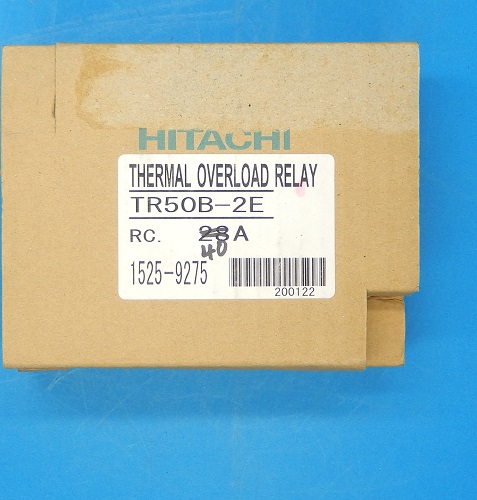 HITACHI
THERMAL OVERLOAD RELAY
TR50B-2E
RC. 28A
40
1525-9275
200122